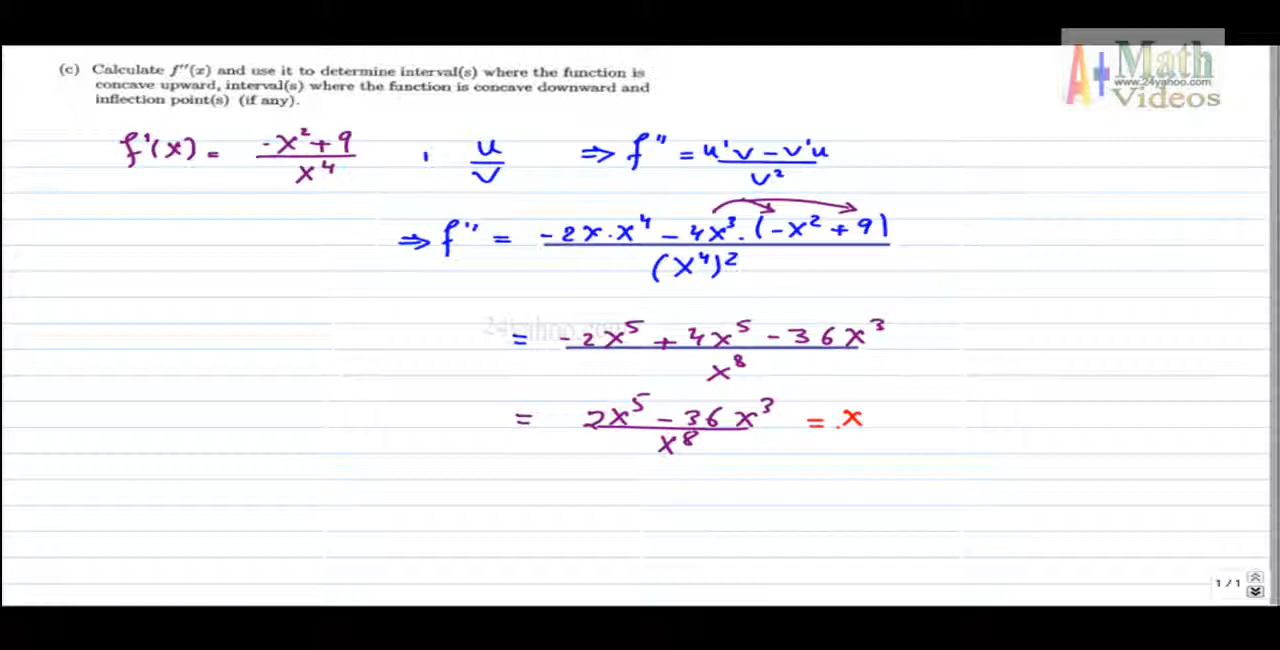 A+ Math
www.24yahoo.com
Videos
(c) Calculate f''(x) and use it to determine interval(s) where the function is
concave upward, interval(s) where the function is concave downward and
inflection point(s) (if any).
f'(x) = (-x² + 9)/x⁴ , u/v ⇒ f'' = (u'v - v'u)/v²
⇒ f'' = (-2x·x⁴ - 4x³·(-x² + 9))/(x⁴)²
24yahoo.com
= (-2x⁵ + 4x⁵ - 36x³)/x⁸
= (2x⁵ - 36x³)/x⁸ = x
1 / 1